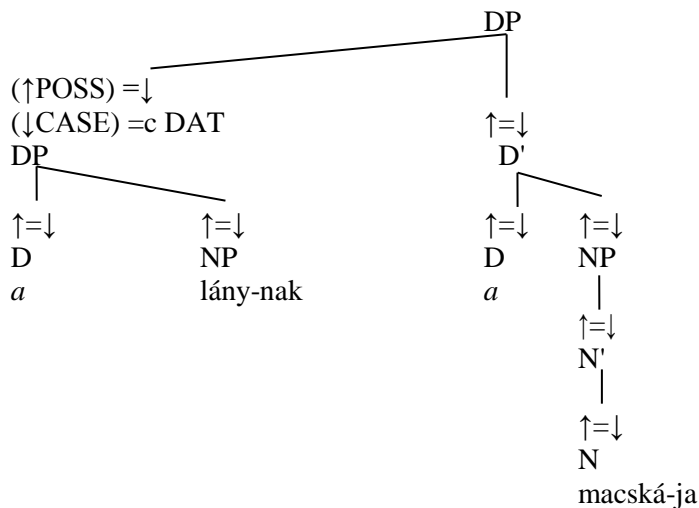 DP
(↑POSS) =↓
(↓CASE) =c DAT ↑=↓
DP D'
↑=↓ ↑=↓ ↑=↓ ↑=↓
D NP D NP
a lány-nak a
↑=↓
N'
↑=↓
N
macská-ja